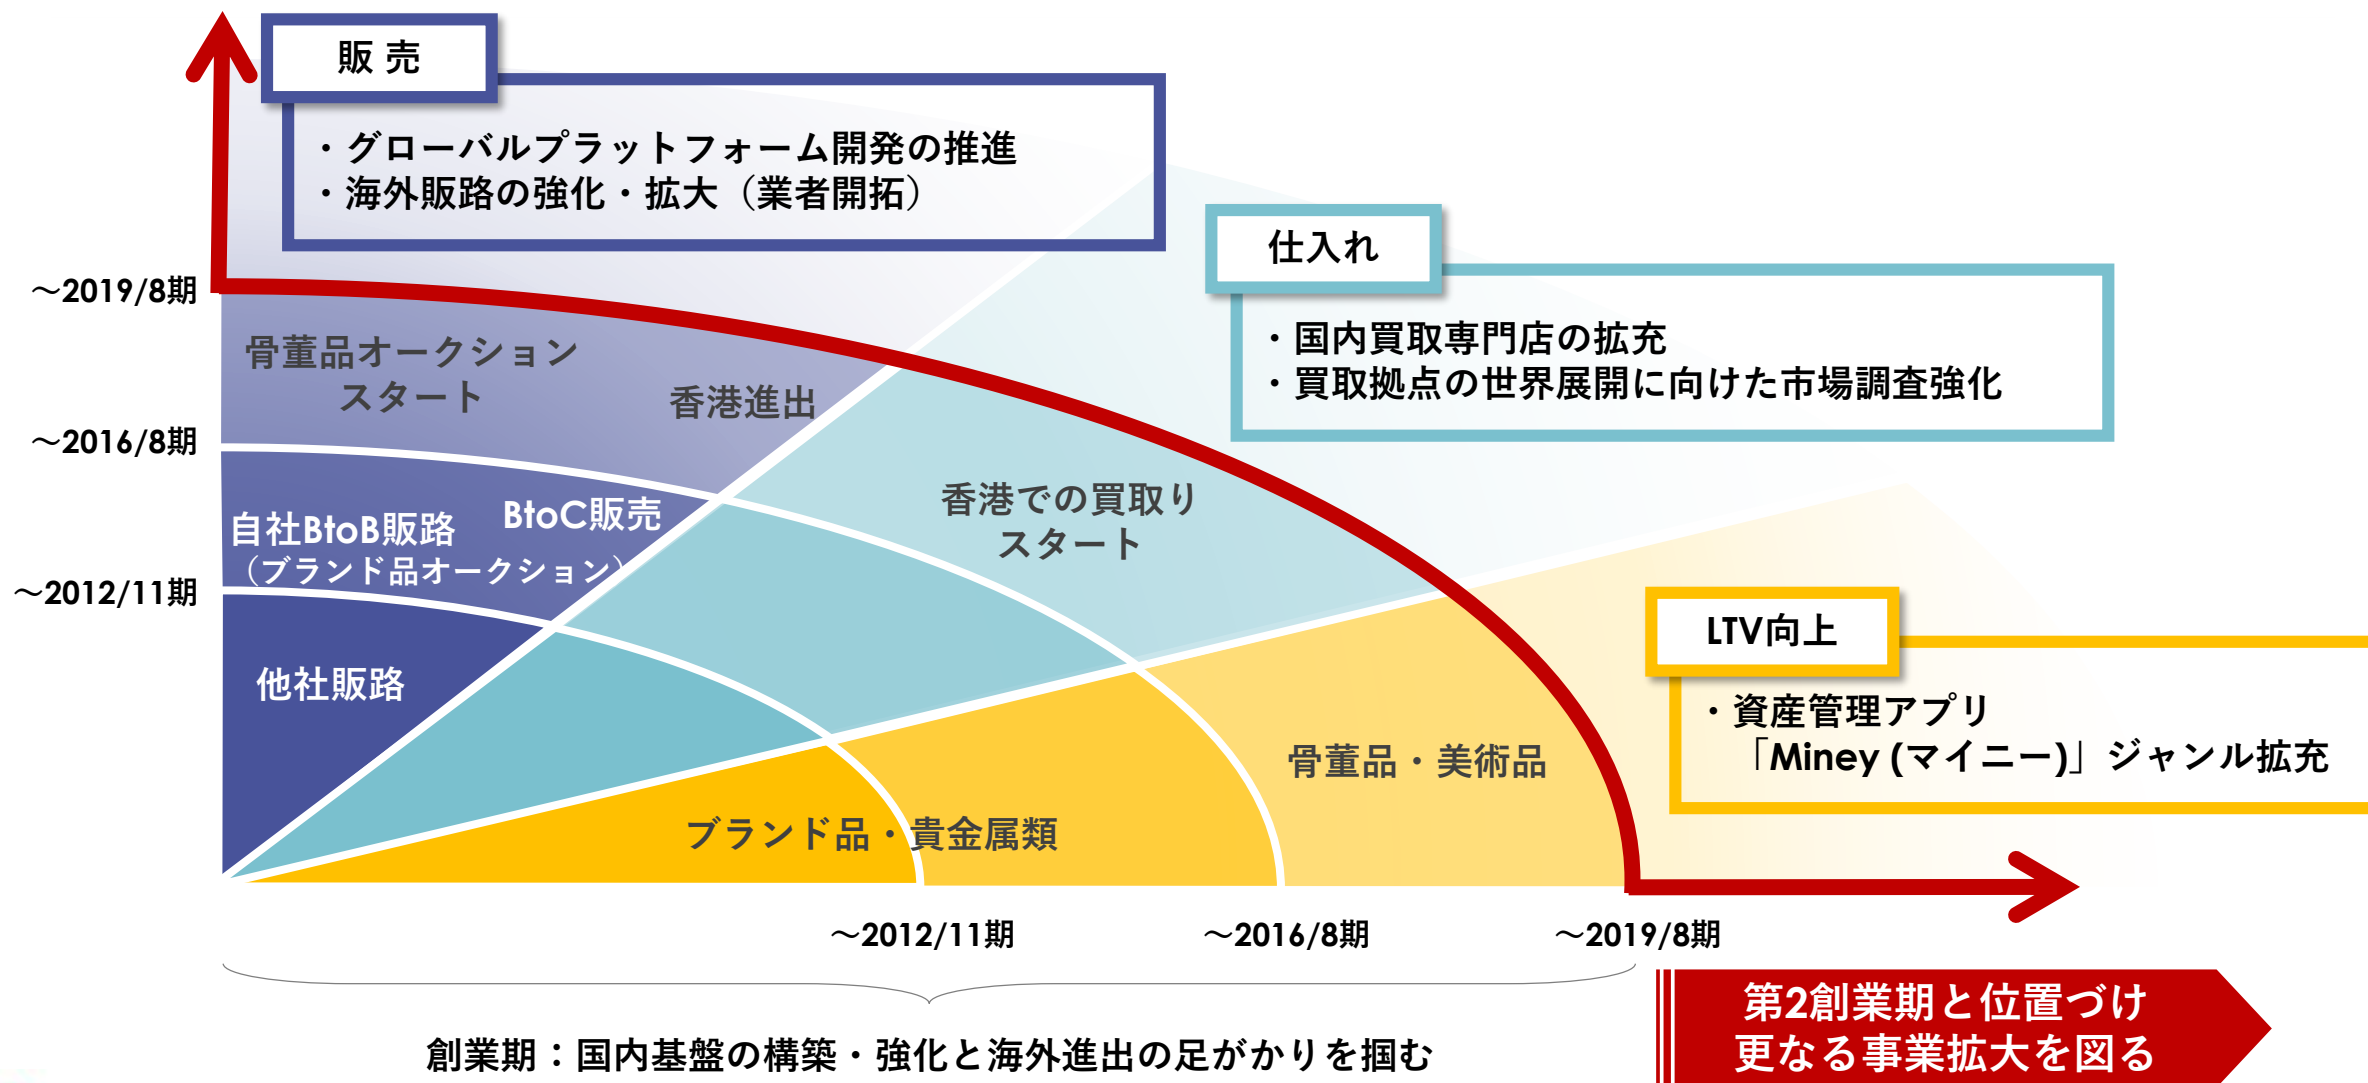 販 売
・グローバルプラットフォーム開発の推進
・海外販路の強化・拡大（業者開拓）
仕入れ
・国内買取専門店の拡充
・買取拠点の世界展開に向けた市場調査強化
～2019/8期
骨董品オークション
スタート
香港進出
～2016/8期
香港での買取り
スタート
自社BtoB販路
（ブランド品オークション）
BtoC販売
～2012/11期
他社販路
LTV向上
・資産管理アプリ
「Miney (マイニー)」ジャンル拡充
骨董品・美術品
ブランド品・貴金属類
～2012/11期
～2016/8期
～2019/8期
創業期：国内基盤の構築・強化と海外進出の足がかりを掴む
第2創業期と位置づけ
更なる事業拡大を図る